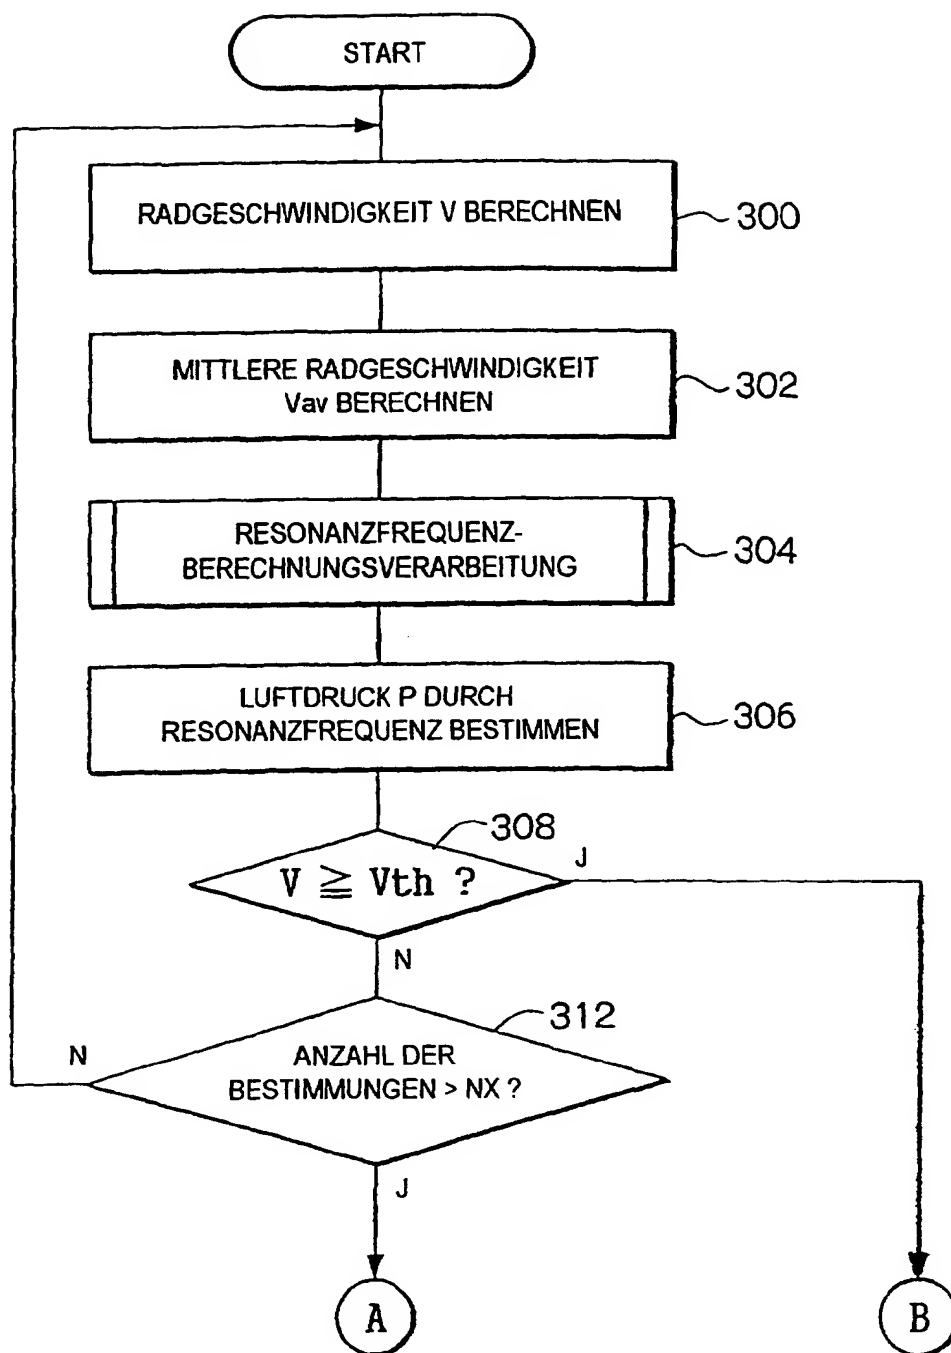 START
RADGESCHWINDIGKEIT V BERECHNEN
300
MITTLERE RADGESCHWINDIGKEIT
Vav BERECHNEN
302
RESONANZFREQUENZ-
BERECHNUNGSVERARBEITUNG
304
LUFTDRUCK P DURCH
RESONANZFREQUENZ BESTIMMEN
306
308
V ≧ Vth ?
J
N
312
N
ANZAHL DER
BESTIMMUNGEN > NX ?
J
A
B